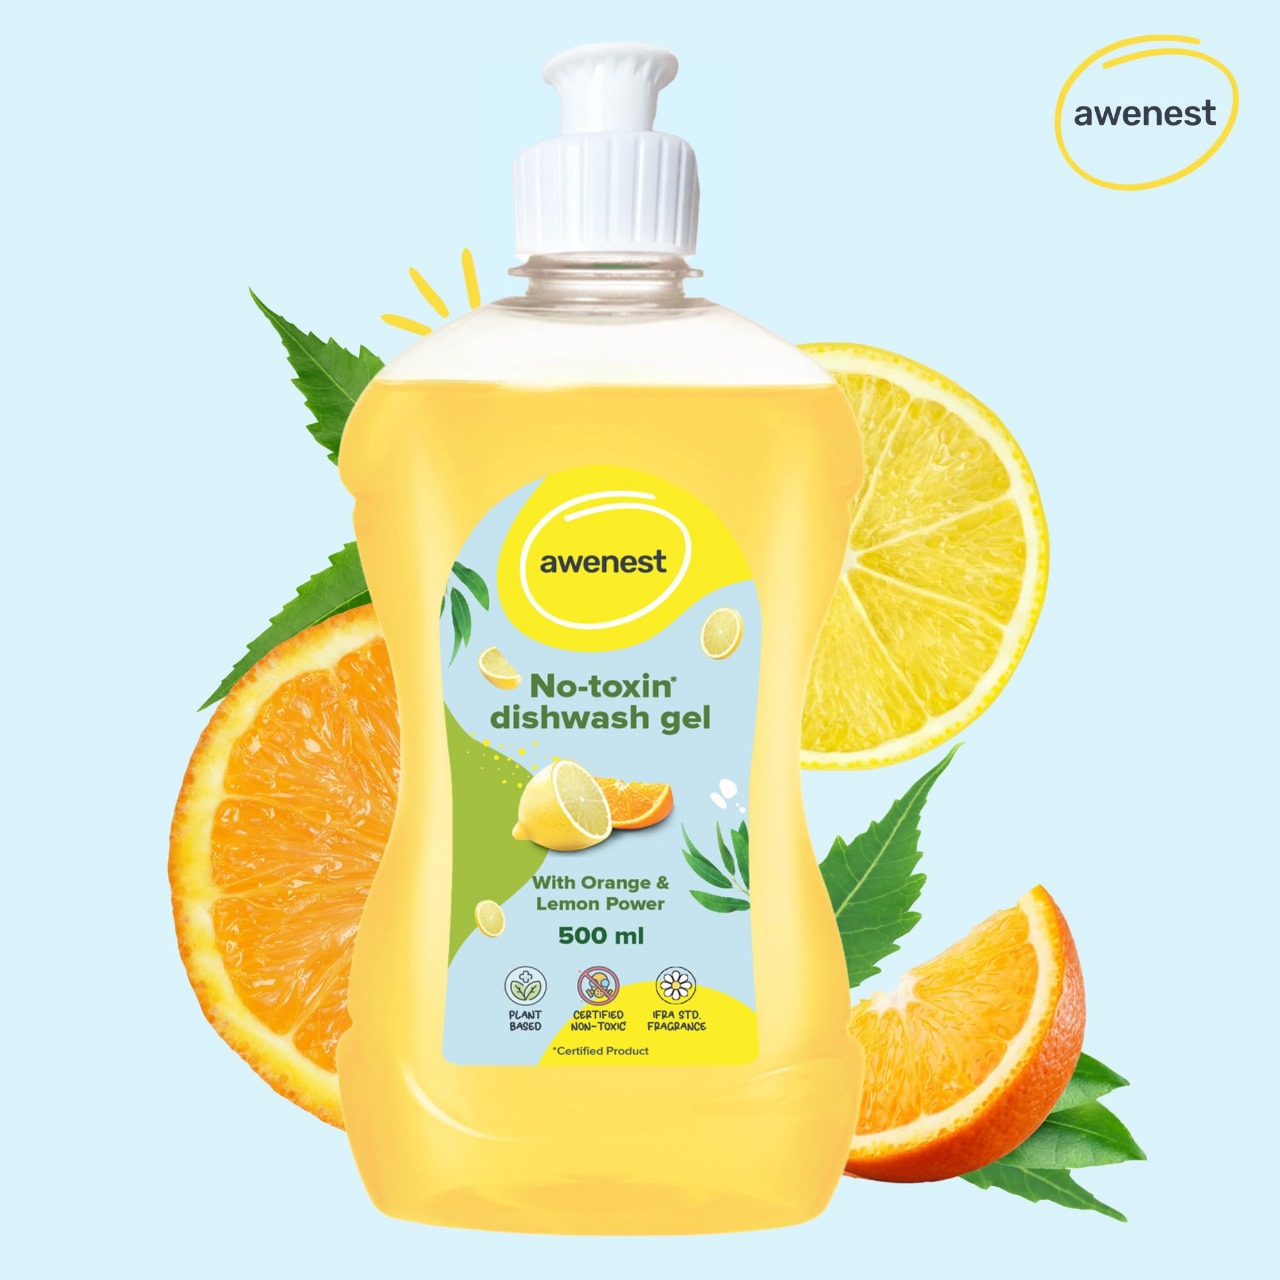 awenest
awenest
No-toxin*
dishwash gel
With Orange &
Lemon Power
500 ml
PLANT
BASED
CERTIFIED
NON-TOXIC
IFRA STD.
FRAGRANCE
*Certified Product